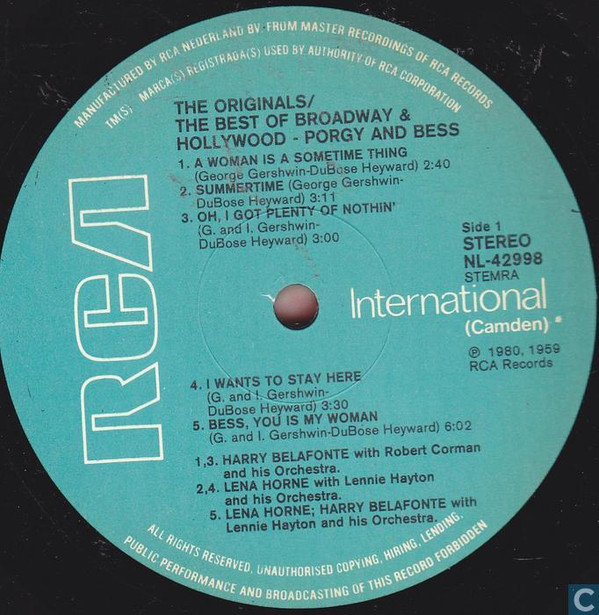 MANUFACTURED BY RCA NEDERLAND BV: FROM MASTER RECORDINGS OF RCA RECORDS
TM(S) MARCA(S) REGISTRADA(S) USED BY AUTHORITY OF RCA CORPORATION
THE ORIGINALS/
THE BEST OF BROADWAY &
HOLLYWOOD - PORGY AND BESS
1. A WOMAN IS A SOMETIME THING
(George Gershwin-DuBose Heyward) 2:40
2. SUMMERTIME (George Gershwin-
DuBose Heyward) 3:11
3. OH, I GOT PLENTY OF NOTHIN'
(G. and I. Gershwin-
DuBose Heyward) 3:00
Side 1
STEREO
NL-42998
STEMRA
RCA
International
(Camden) *
℗ 1980, 1959
RCA Records
4. I WANTS TO STAY HERE
(G. and I. Gershwin-
DuBose Heyward) 3:30
5. BESS, YOU IS MY WOMAN
(G. and I. Gershwin-DuBose Heyward) 6:02
1,3. HARRY BELAFONTE with Robert Corman
and his Orchestra.
2,4. LENA HORNE with Lennie Hayton
and his Orchestra.
5. LENA HORNE; HARRY BELAFONTE with
Lennie Hayton and his Orchestra.
ALL RIGHTS RESERVED. UNAUTHORISED COPYING, HIRING, LENDING,
PUBLIC PERFORMANCE AND BROADCASTING OF THIS RECORD FORBIDDEN
C